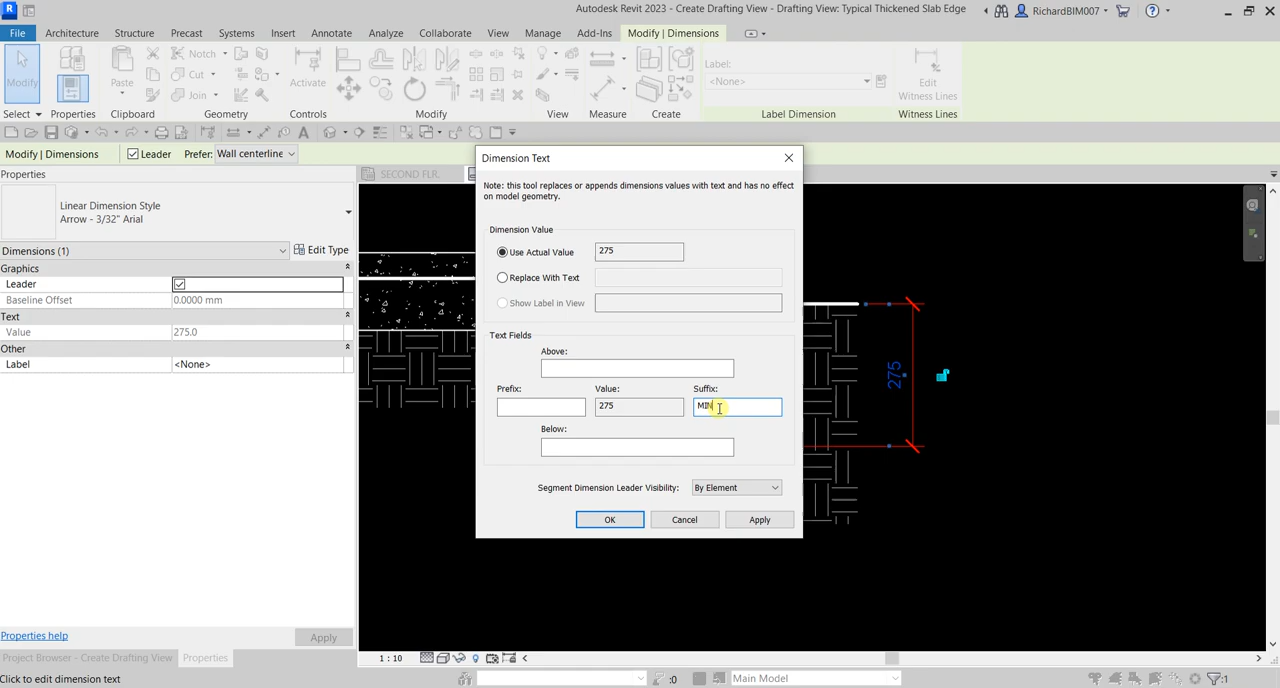 Autodesk Revit 2023 - Create Drafting View - Drafting View: Typical Thickened Slab Edge
RichardBIM007
File Architecture Structure Precast Systems Insert Annotate Analyze Collaborate View Manage Add-Ins Modify | Dimensions
Notch
Cut
Join
Label:
<None>
Modify Paste Activate Edit
Witness Lines
Select Properties Clipboard Geometry Controls Modify View Measure Create Label Dimension Witness Lines
Modify | Dimensions Leader Prefer: Wall centerline
Properties
Linear Dimension Style
Arrow - 3/32" Arial
Dimensions (1) Edit Type
Graphics
Leader
Baseline Offset 0.0000 mm
Text
Value 275.0
Other
Label <None>
Properties help Apply
Project Browser - Create Drafting View Properties
Click to edit dimension text
SECOND FLR.
Dimension Text
Note: this tool replaces or appends dimensions values with text and has no effect
on model geometry.
Dimension Value
Use Actual Value 275
Replace With Text
Show Label in View
Text Fields
Above:
Prefix: Value: Suffix:
275 MIN
Below:
Segment Dimension Leader Visibility: By Element
OK Cancel Apply
275
1 : 10
:0 Main Model :1